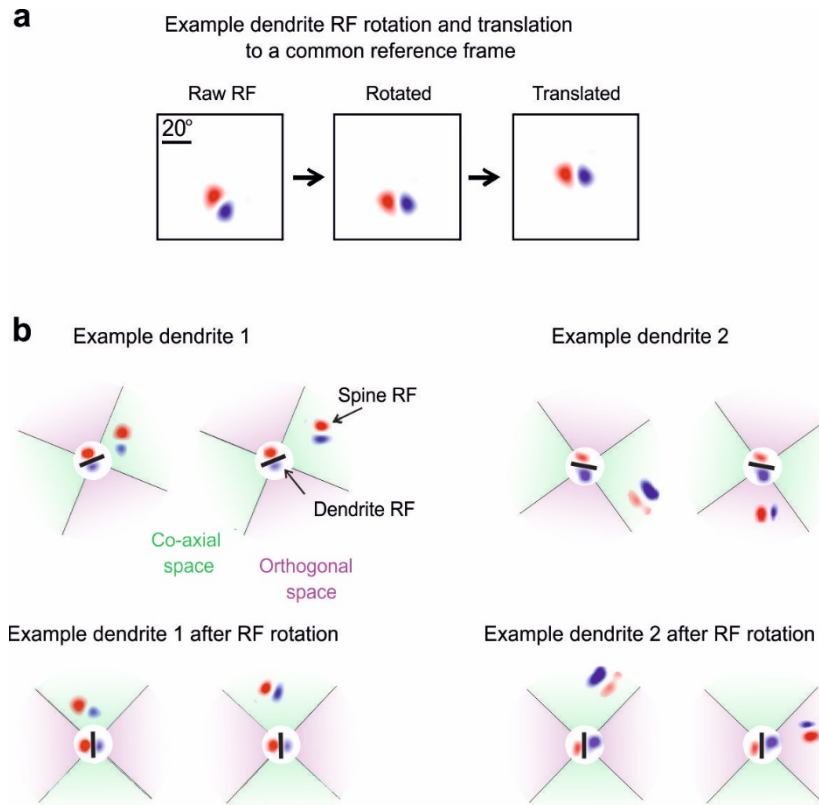 a
Example dendrite RF rotation and translation
to a common reference frame
Raw RF
Rotated
Translated
20°
b
Example dendrite 1
Example dendrite 2
Spine RF
Dendrite RF
Co-axial
space
Orthogonal
space
Example dendrite 1 after RF rotation
Example dendrite 2 after RF rotation